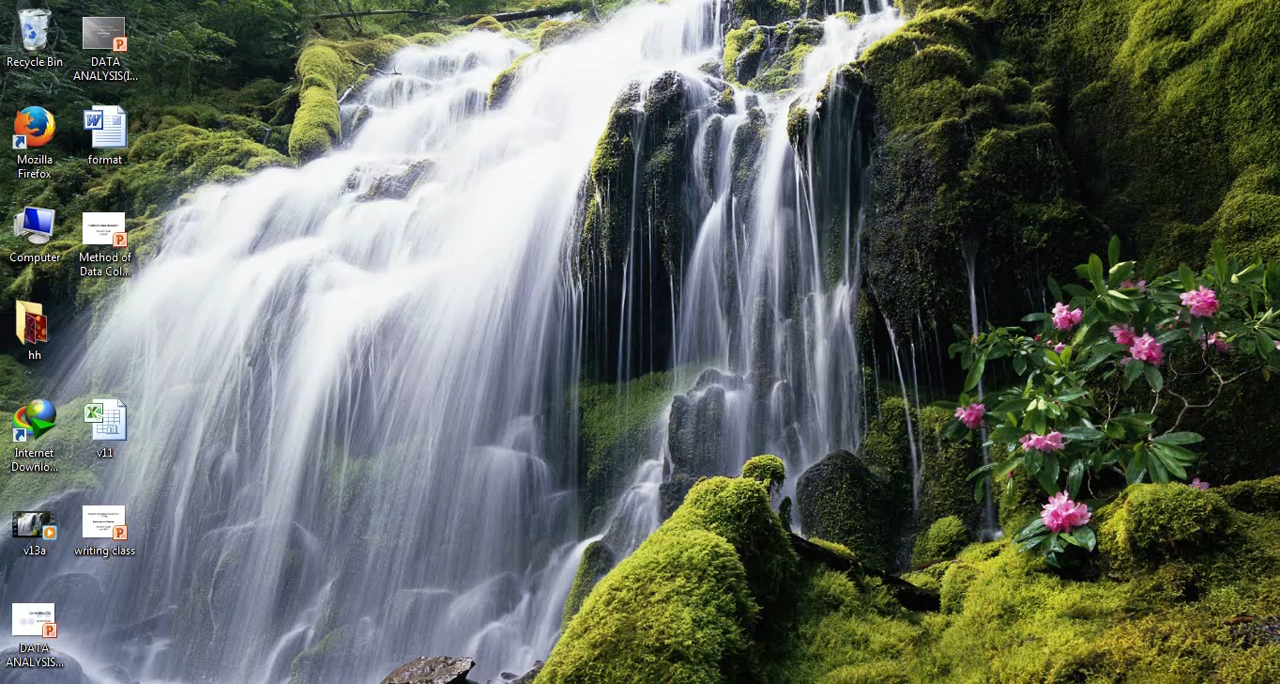 Recycle Bin
DATA
ANALYSIS(I...
Mozilla
Firefox
format
Computer
Method of
Data Col...
hh
Internet
Downlo...
v11
v13a
writing class
DATA
ANALYSIS...